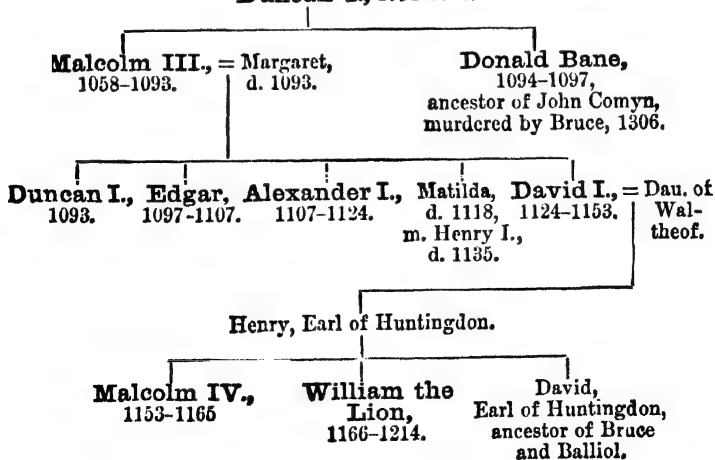 Malcolm III., = Margaret,
1058-1093. d. 1093.
Donald Bane,
1094-1097,
ancestor of John Comyn,
murdered by Bruce, 1306.
Duncan I., Edgar, Alexander I., Matilda, David I., = Dau. of
1093. 1097-1107. 1107-1124. d. 1118, 1124-1153. Wal-
m. Henry I., theof.
d. 1135.
Henry, Earl of Huntingdon.
Malcolm IV.,
1153-1165
William the
Lion,
1166-1214.
David,
Earl of Huntingdon,
ancestor of Bruce
and Balliol.